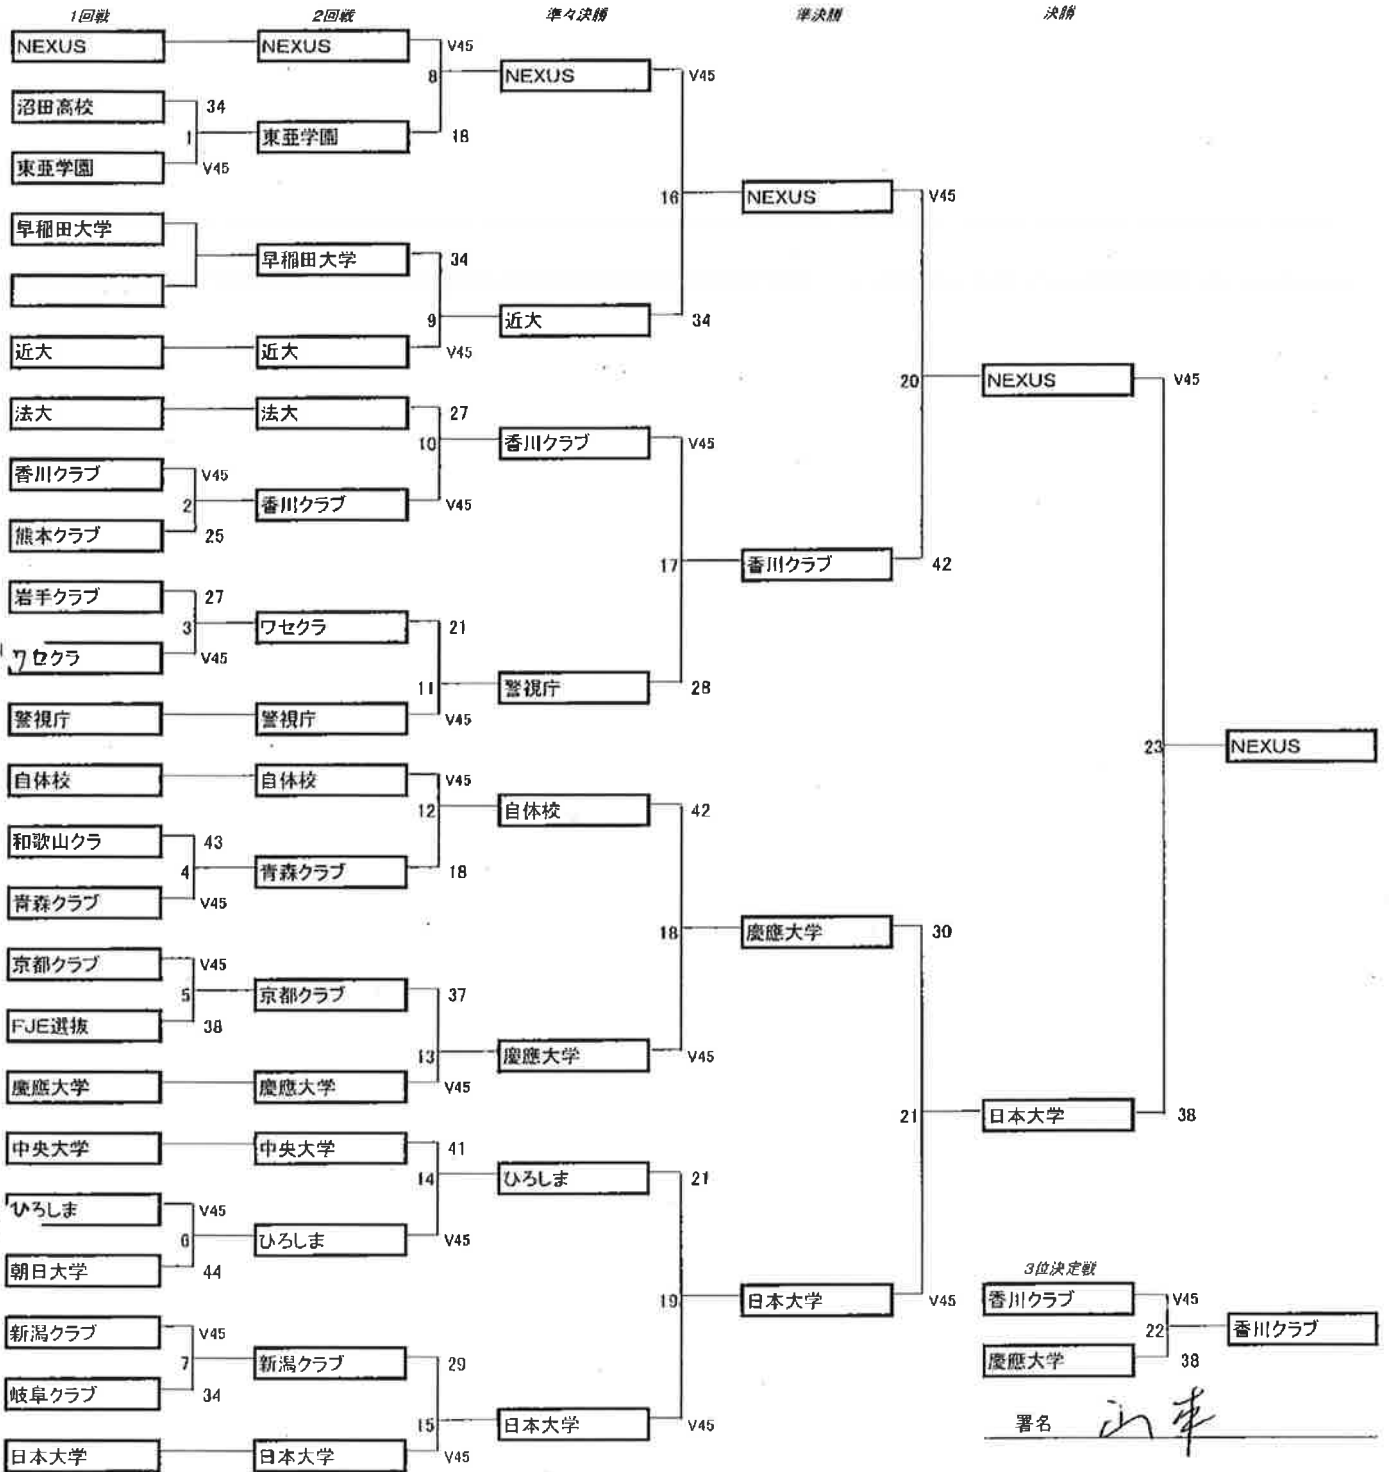 1回戦 2回戦 準々決勝 準決勝 決勝
NEXUS NEXUS V45
8 NEXUS V45
沼田高校 34
1 東亜学園 18
東亜学園 V45
16 NEXUS V45
早稲田大学
早稲田大学 34
9 近大 34
近大 近大 V45
20 NEXUS V45
法大 法大 27
10 香川クラブ V45
香川クラブ V45
2 香川クラブ V45
熊本クラブ 25
17 香川クラブ 42
岩手クラブ 27
3 ワセクラ 21
ワセクラ V45
11 警視庁 28
警視庁 警視庁 V45
23 NEXUS
自体校 自体校 V45
12 自体校 42
和歌山クラ 43
4 青森クラブ 18
青森クラブ V45
18 慶應大学 30
京都クラブ V45
5 京都クラブ 37
FJE選抜 38
13 慶應大学 V45
慶應大学 慶應大学 V45
21 日本大学 38
中央大学 中央大学 41
14 ひろしま 21
ひろしま V45
6 ひろしま V45
朝日大学 44
3位決定戦
19 日本大学 V45 香川クラブ V45
新潟クラブ V45
22 香川クラブ
7 新潟クラブ 29 慶應大学 38
岐阜クラブ 34
15 日本大学 V45
署名
日本大学 日本大学 V45